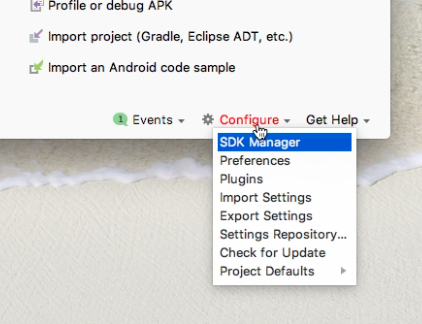 Profile or debug APK
Import project (Gradle, Eclipse ADT, etc.)
Import an Android code sample
1 Events Configure Get Help
SDK Manager
Preferences
Plugins
Import Settings
Export Settings
Settings Repository...
Check for Update
Project Defaults